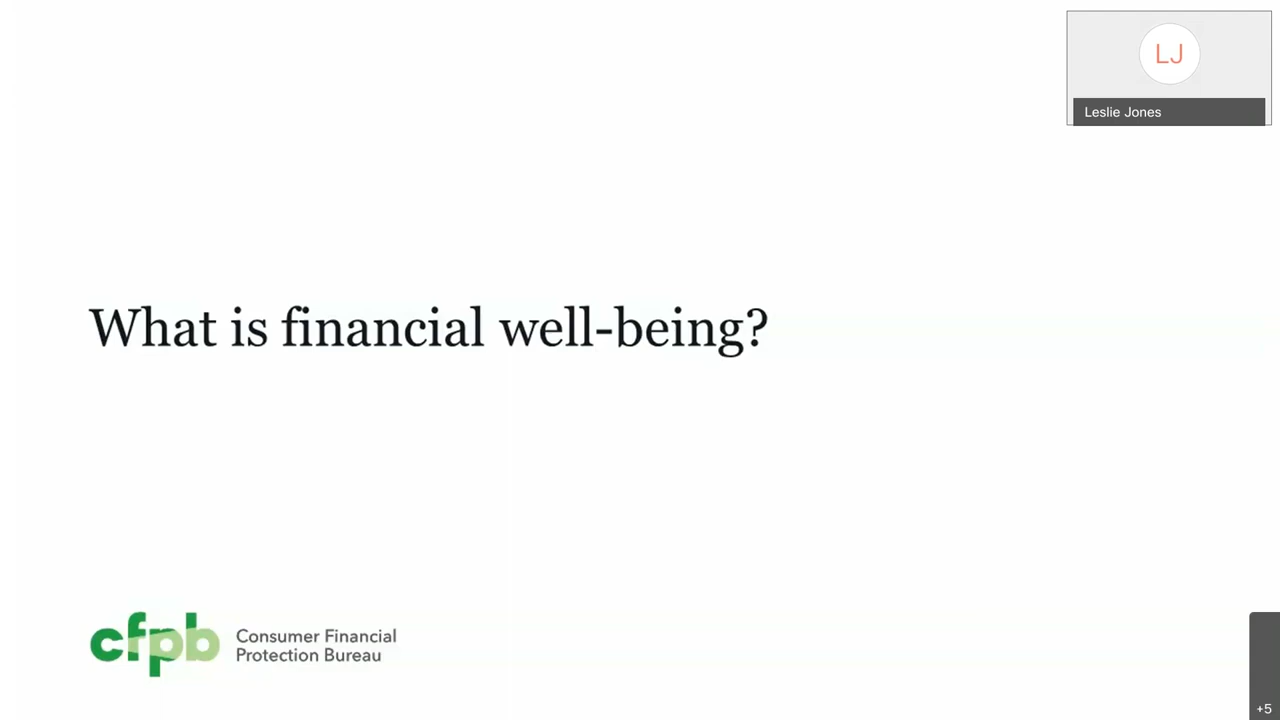 LJ
Leslie Jones
What is financial well-being?
cfpb
Consumer Financial
Protection Bureau
+5